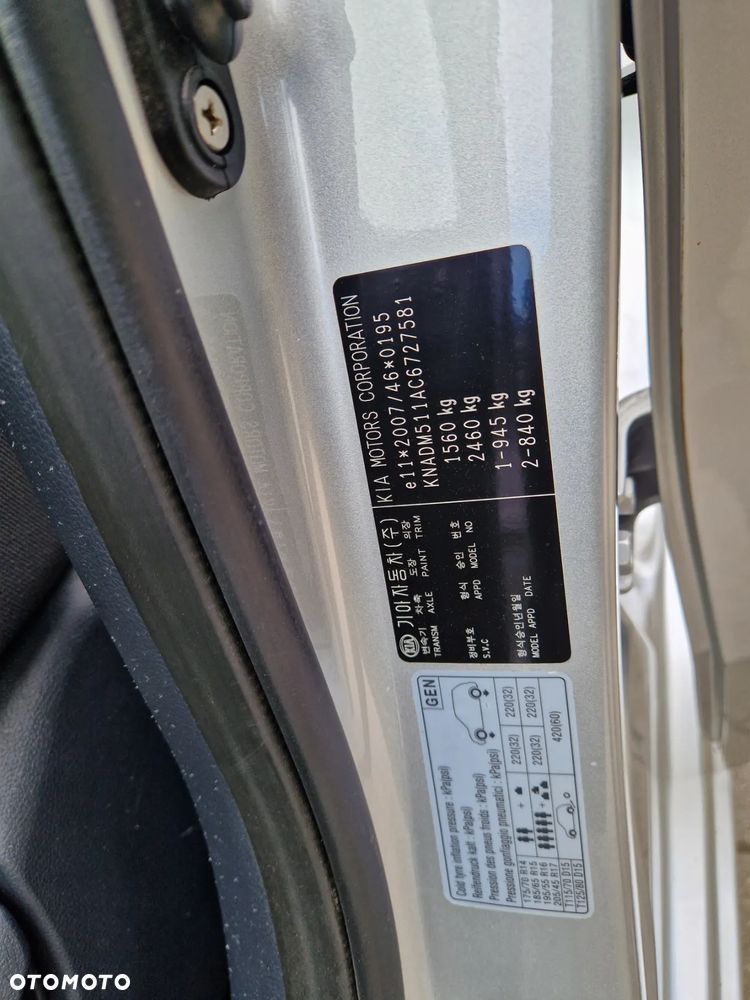 KIA MOTORS CORPORATION
e11*2007/46*0195
KNADM511AC6727581
1560 kg
2460 kg
1-945 kg
2-840 kg
KIA 기아자동차(주)
변속기 차축 도장 의장
TRANSM AXLE PAINT TRIM
정비부호 형식 승인 번호
S.V.C APPD MODEL NO
형식승인년월일
MODEL APPD DATE
GEN
Cold tyre inflation pressure : kPa(psi)
Reifendruck kalt : kPa(psi)
Pression des pneus froids : kPa(psi)
Pressione gonfiaggio pneumatici : kPa(psi)
175/70 R14
185/65 R15
195/55 R16
205/45 R17
220(32) 220(32)
220(32) 220(32)
T115/70 D15
T125/80 D15
420(60)
OTOMOTO